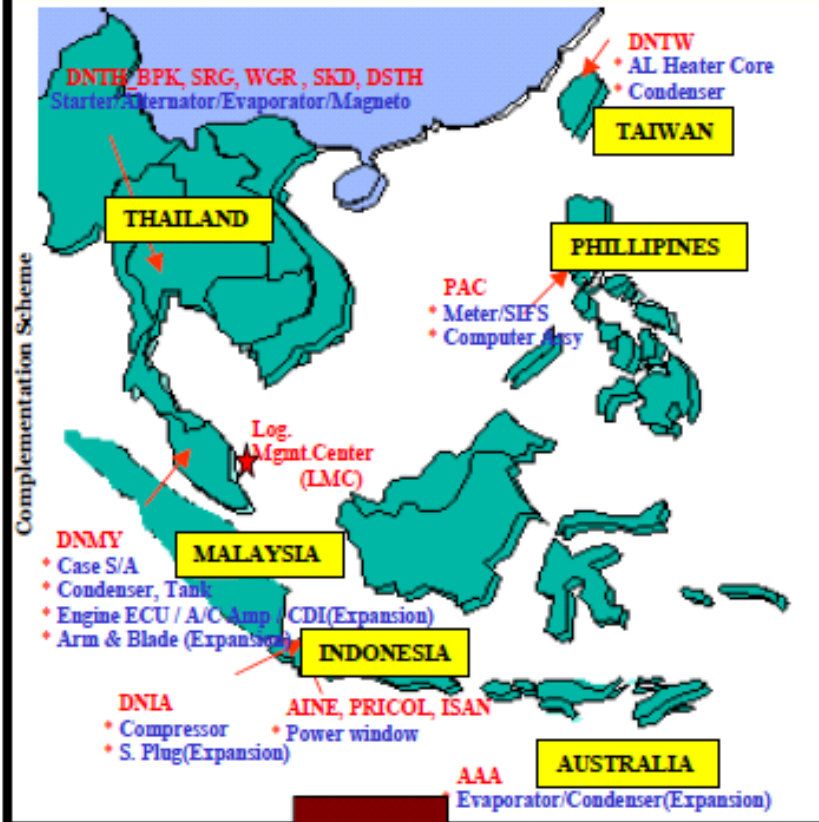 DNTW
* AL Heater Core
* Condenser
TAIWAN
DNTH_BPK, SRG, WGR , SKD, DSTH
Starter/Alternator/Evaporator/Magneto
THAILAND
PHILLIPINES
PAC
* Meter/SIFS
* Computer Assy
Complementation Scheme
Log.
Mgmt.Center
(LMC)
DNMY
* Case S/A
* Condenser, Tank
* Engine ECU / A/C Amp / CDI(Expansion)
* Arm & Blade (Expansion)
MALAYSIA
INDONESIA
DNIA
* Compressor
* S. Plug(Expansion)
AINE, PRICOL, ISAN
* Power window
AUSTRALIA
AAA
* Evaporator/Condenser(Expansion)